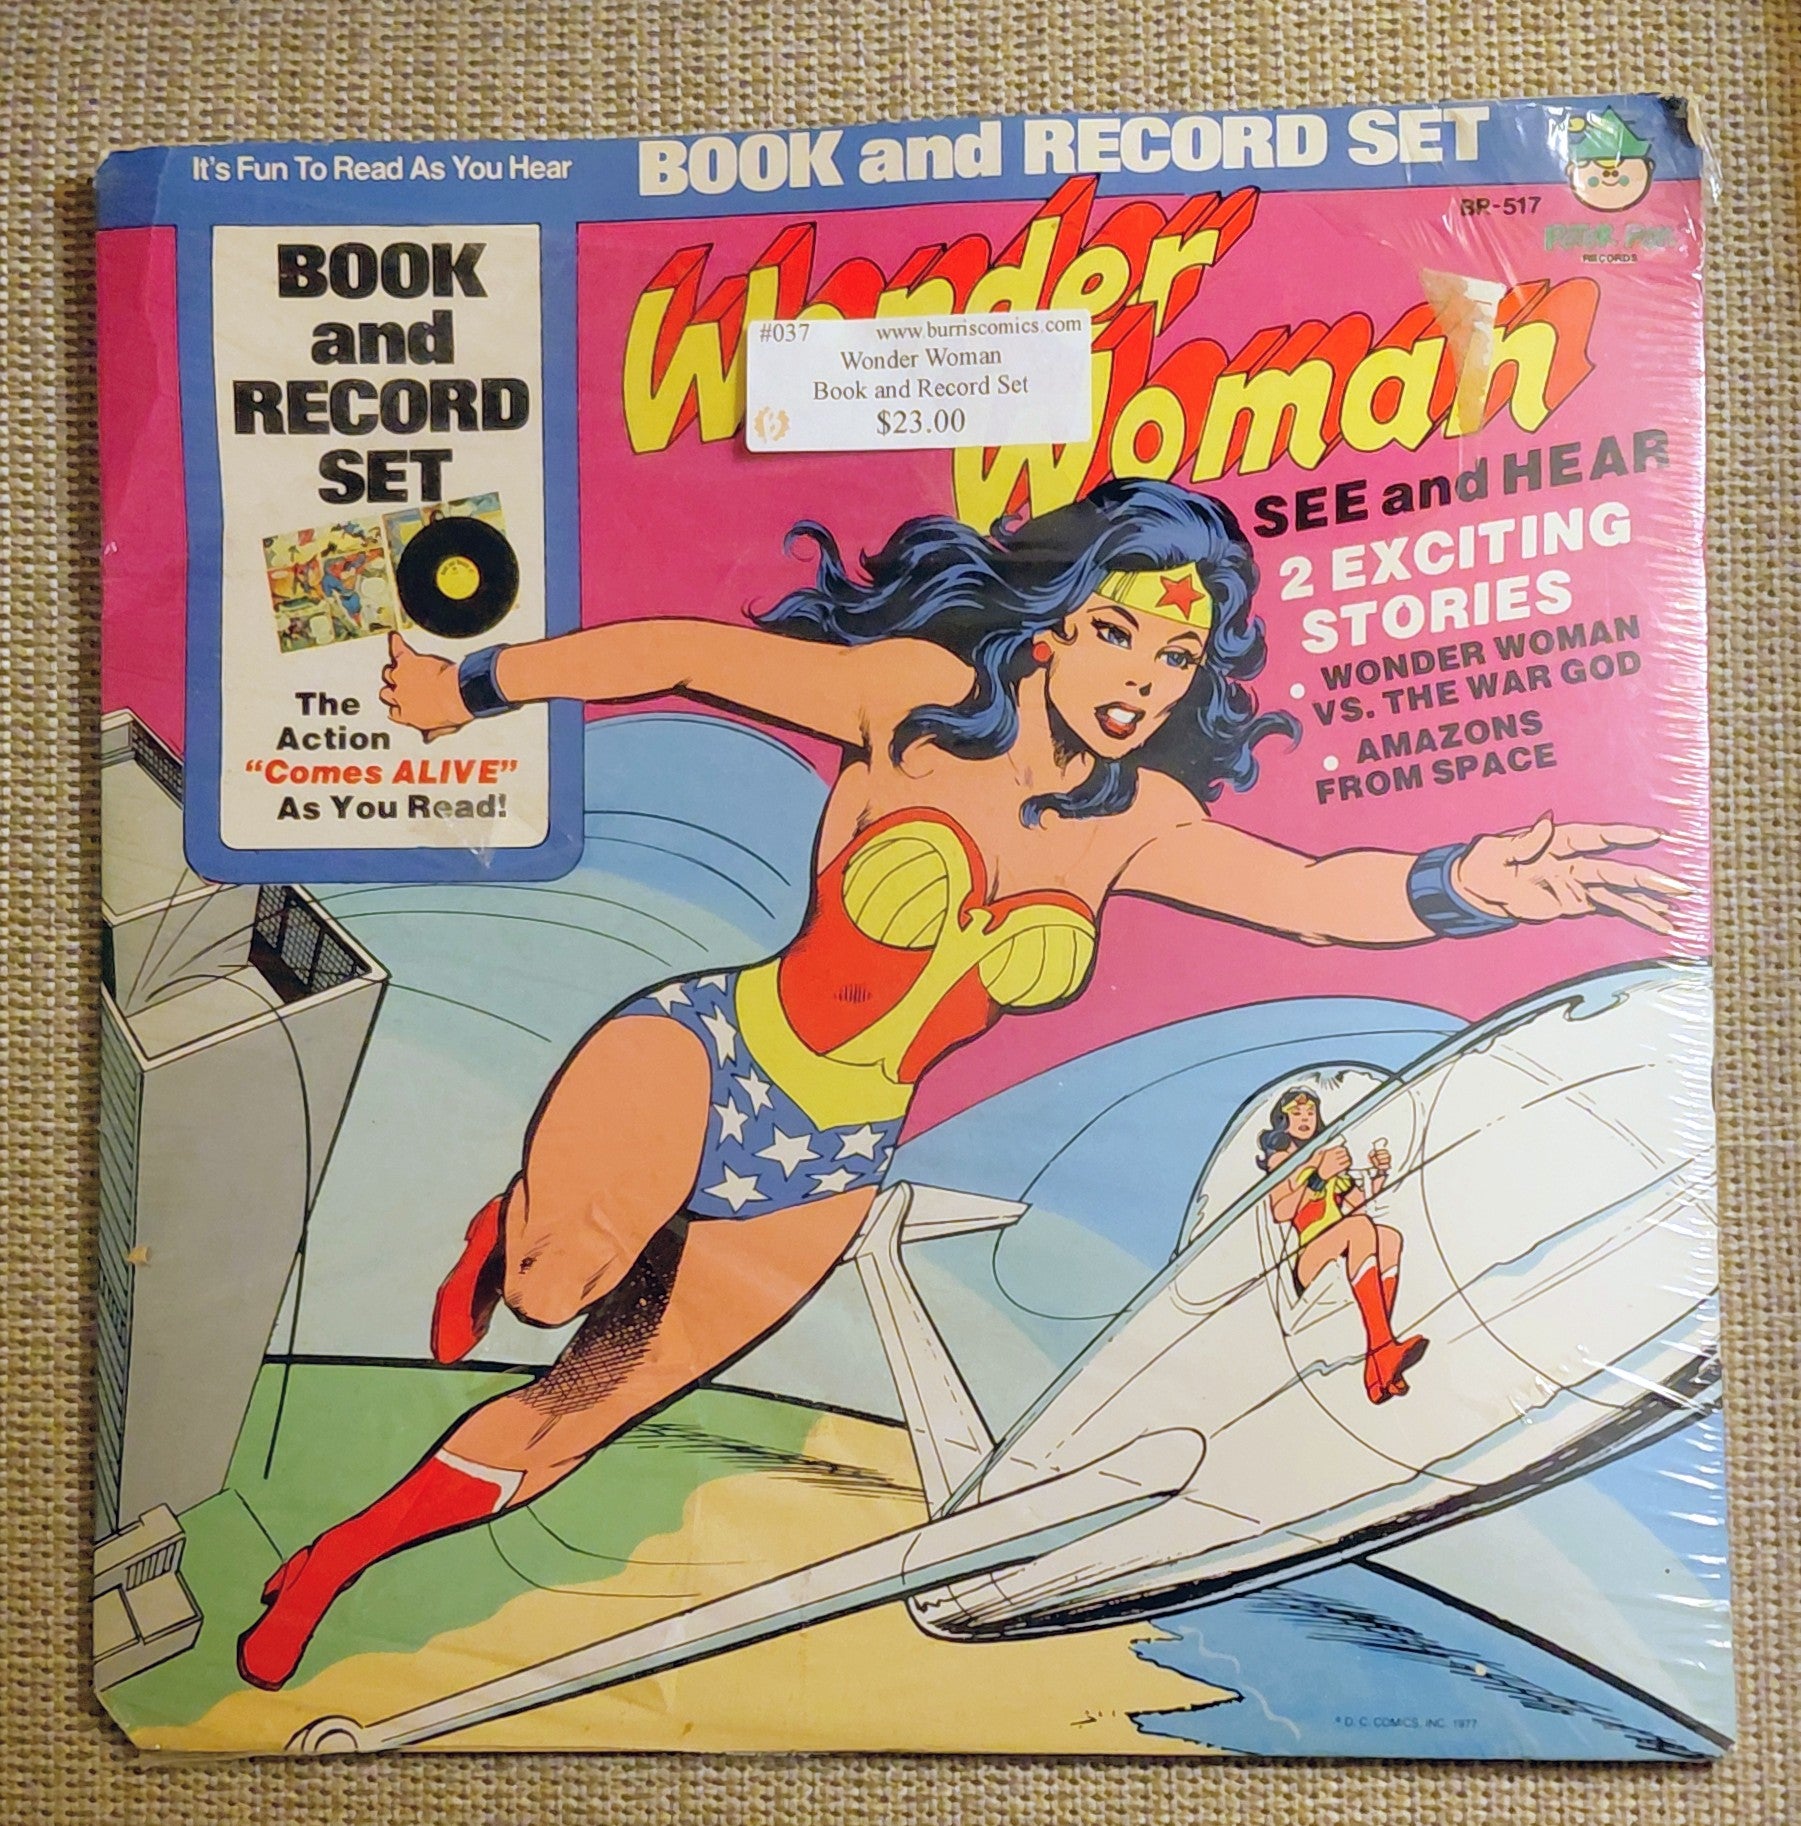 It's Fun To Read As You Hear
BOOK and RECORD SET
BR-517
Peter Pan
RECORDS
BOOK
and
RECORD
SET
The
Action
"Comes ALIVE"
As You Read!
Wonder
Woman
#037 www.burriscomics.com
Wonder Woman
Book and Record Set
$23.00
SEE and HEAR
2 EXCITING
STORIES
• WONDER WOMAN
VS. THE WAR GOD
• AMAZONS
FROM SPACE
© D.C. COMICS, INC. 1977